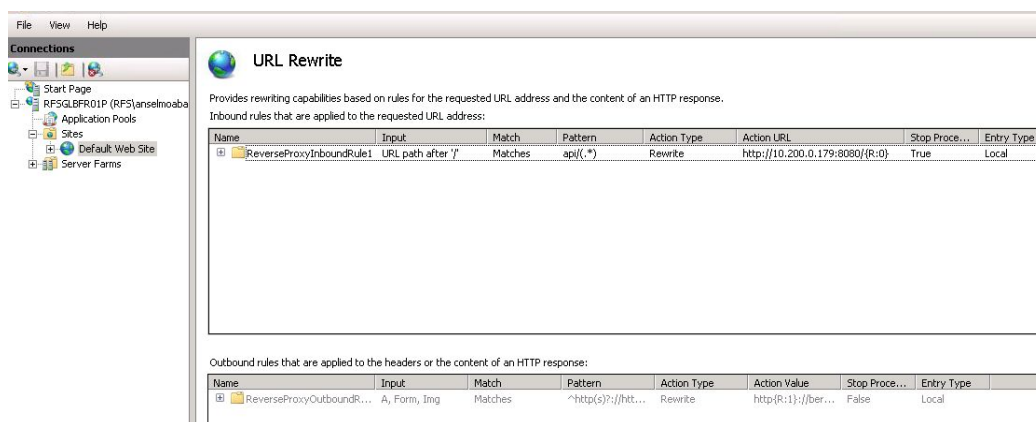 File View Help
Connections
Start Page
RFSGLBFR01P (RFS\anselmoaba
Application Pools
Sites
Default Web Site
Server Farms
URL Rewrite
Provides rewriting capabilities based on rules for the requested URL address and the content of an HTTP response.
Inbound rules that are applied to the requested URL address:
Name Input Match Pattern Action Type Action URL Stop Proce... Entry Type
ReverseProxyInboundRule1 URL path after '/' Matches api/(.*) Rewrite http://10.200.0.179:8080/{R:0} True Local
Outbound rules that are applied to the headers or the content of an HTTP response:
Name Input Match Pattern Action Type Action Value Stop Proce... Entry Type
ReverseProxyOutboundR... A, Form, Img Matches ^http(s)?://htt... Rewrite http{R:1}://ber... False Local